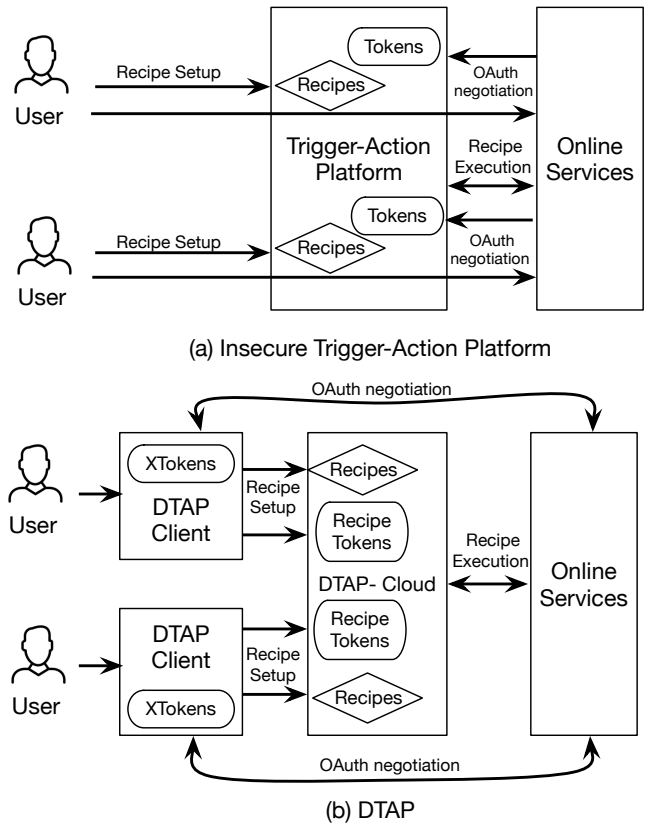 Tokens
Recipe Setup
Recipes
OAuth
negotiation
User
Trigger-Action
Platform
Recipe
Execution
Online
Services
Tokens
Recipe Setup
Recipes
OAuth
negotiation
User
(a) Insecure Trigger-Action Platform
OAuth negotiation
XTokens
Recipes
User
DTAP
Client
Recipe
Setup
Recipe
Tokens
DTAP- Cloud
Recipe
Execution
Online
Services
Recipe
Tokens
DTAP
Client
Recipe
Setup
User
XTokens
Recipes
OAuth negotiation
(b) DTAP